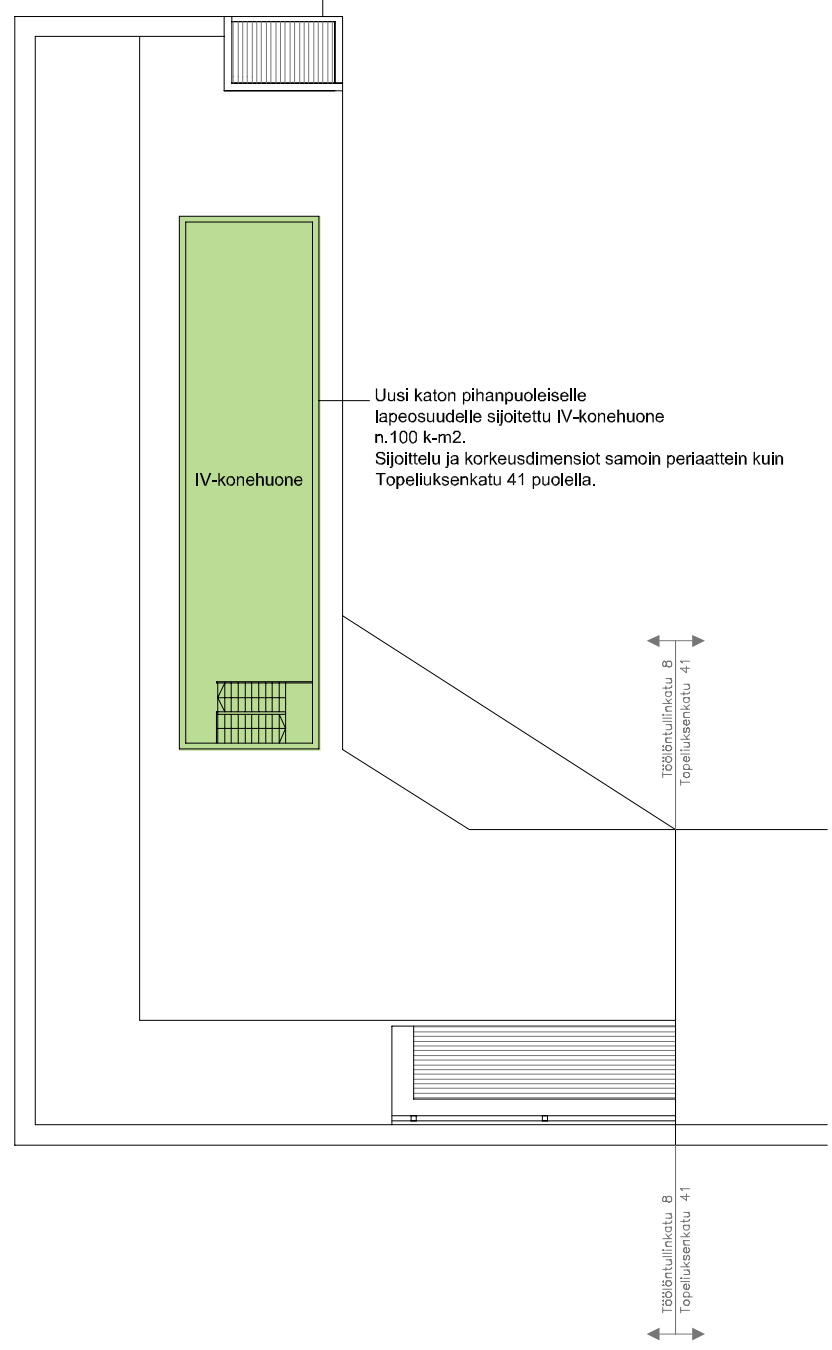 Uusi katon pihanpuoleiselle
lapeosuudelle sijoitettu IV-konehuone
n.100 k-m2.
Sijoittelu ja korkeusdimensiot samoin periaattein kuin
Topeliuksenkatu 41 puolella.
IV-konehuone
Töölöntullinkatu 8
Topeliuksenkatu 41
Töölöntullinkatu 8
Topeliuksenkatu 41